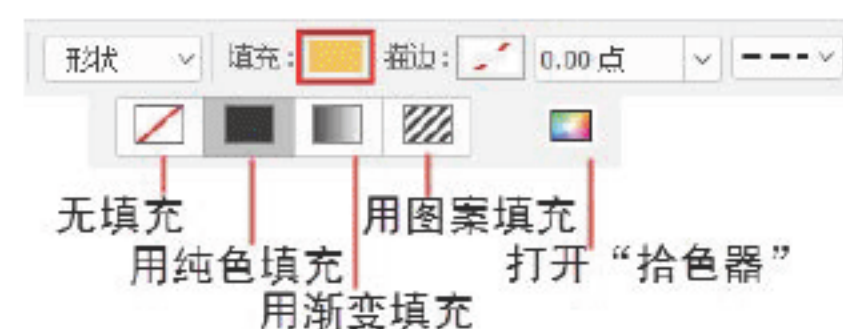 形状 填充: 描边: 0.00 点
无填充 用图案填充
用纯色填充 打开“拾色器”
用渐变填充